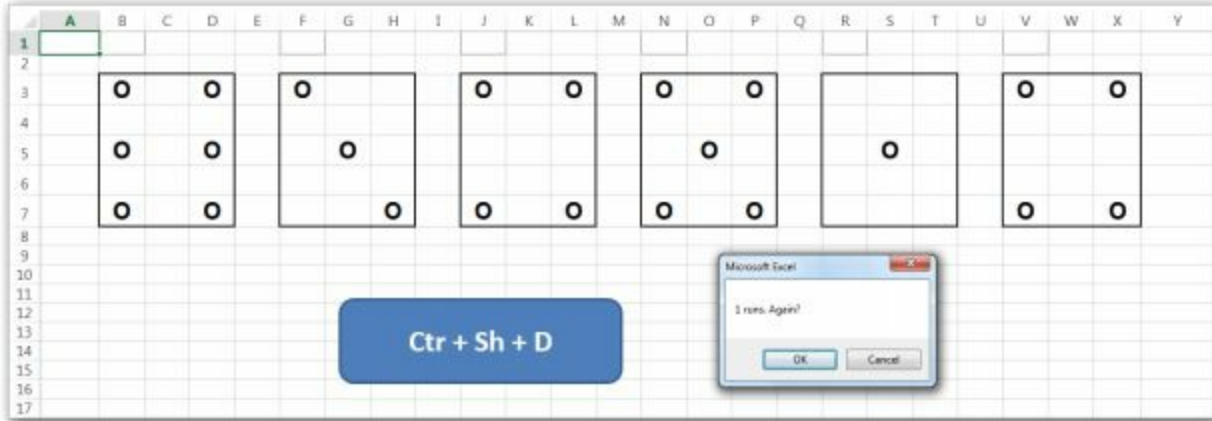 A B C D E F G H I J K L M N O P Q R S T U V W X Y
1
2
3 O O O O O O O O O
4
5 O O O O O
6
7 O O O O O O O O O
8
9
10
11
12
13
14
15
16
17
Microsoft Excel
1 runs. Again?
OK Cancel
Ctr + Sh + D